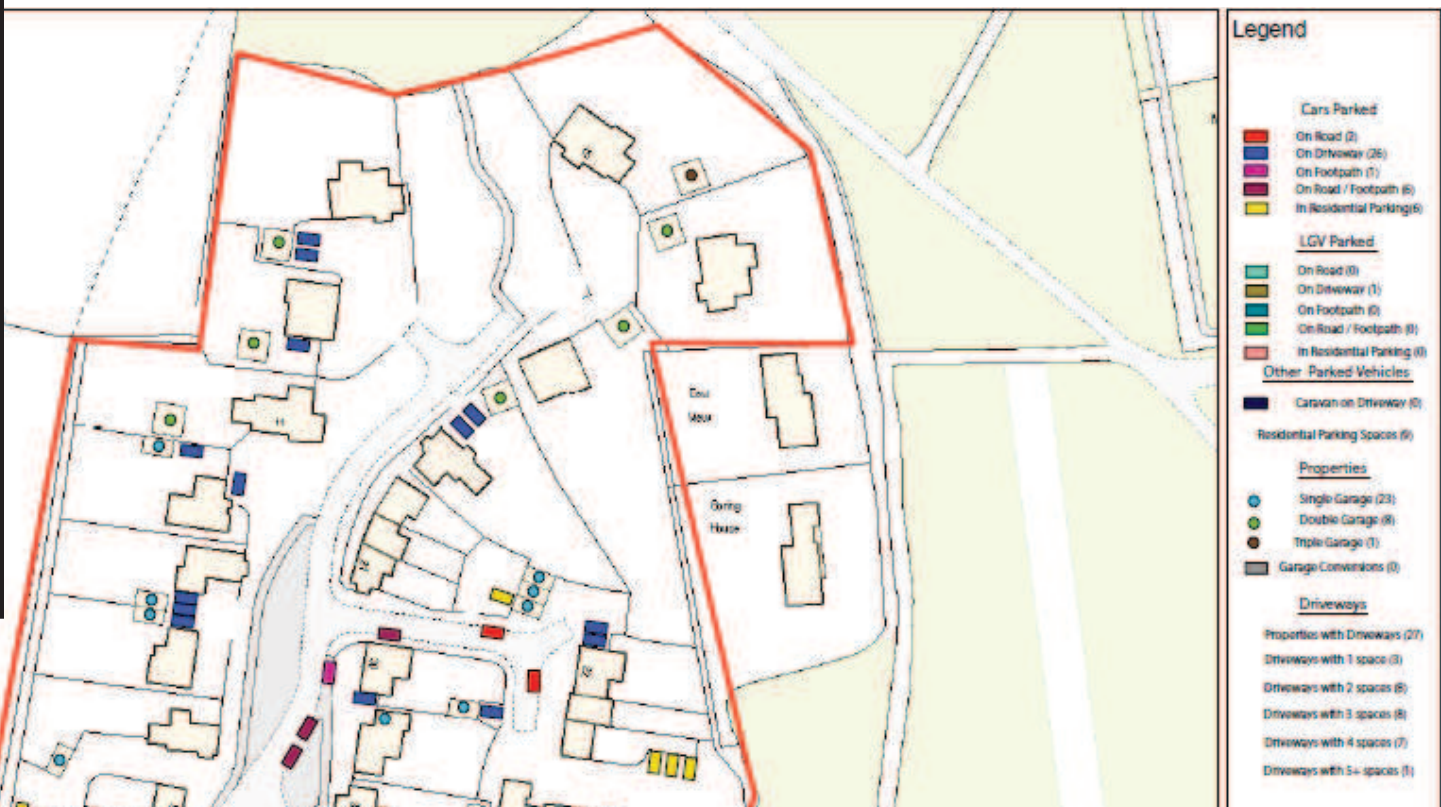 Legend
Cars Parked
On Road (2)
On Driveway (26)
On Footpath (1)
On Road / Footpath (6)
In Residential Parking(6)
LGV Parked
On Road (0)
On Driveway (1)
On Footpath (0)
On Road / Footpath (0)
In Residential Parking (0)
Other Parked Vehicles
Caravan on Driveway (0)
Residential Parking Spaces (9)
Properties
Single Garage (23)
Double Garage (8)
Triple Garage (1)
Garage Conversions (0)
Driveways
Properties with Driveways (27)
Driveways with 1 space (3)
Driveways with 2 spaces (8)
Driveways with 3 spaces (8)
Driveways with 4 spaces (7)
Driveways with 5+ spaces (1)
House